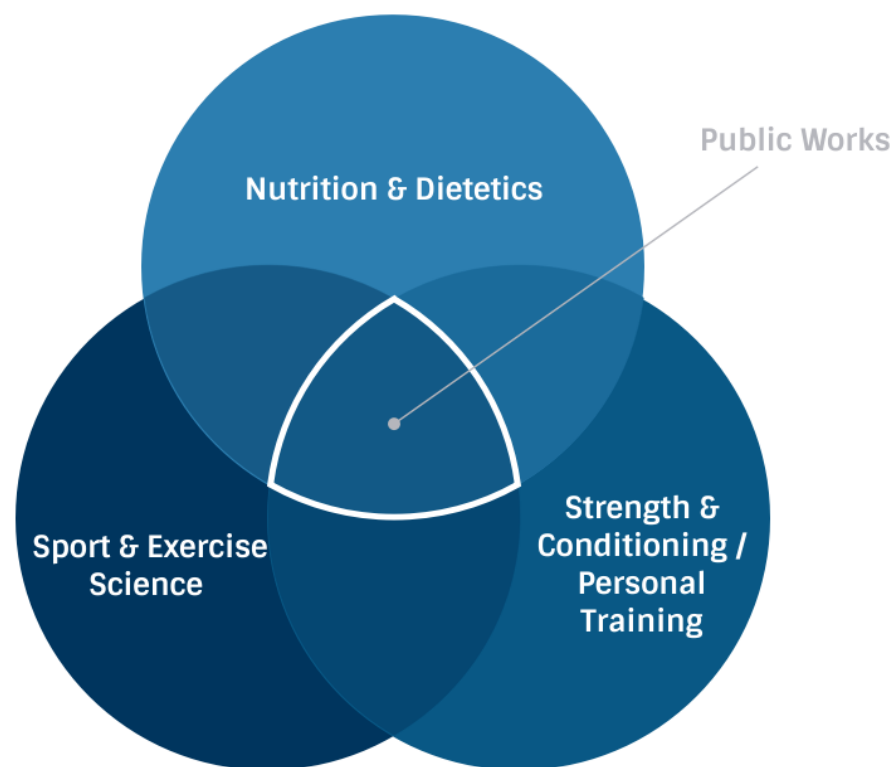 Public Works
Nutrition & Dietetics
Strength &
Conditioning /
Personal
Training
Sport & Exercise
Science